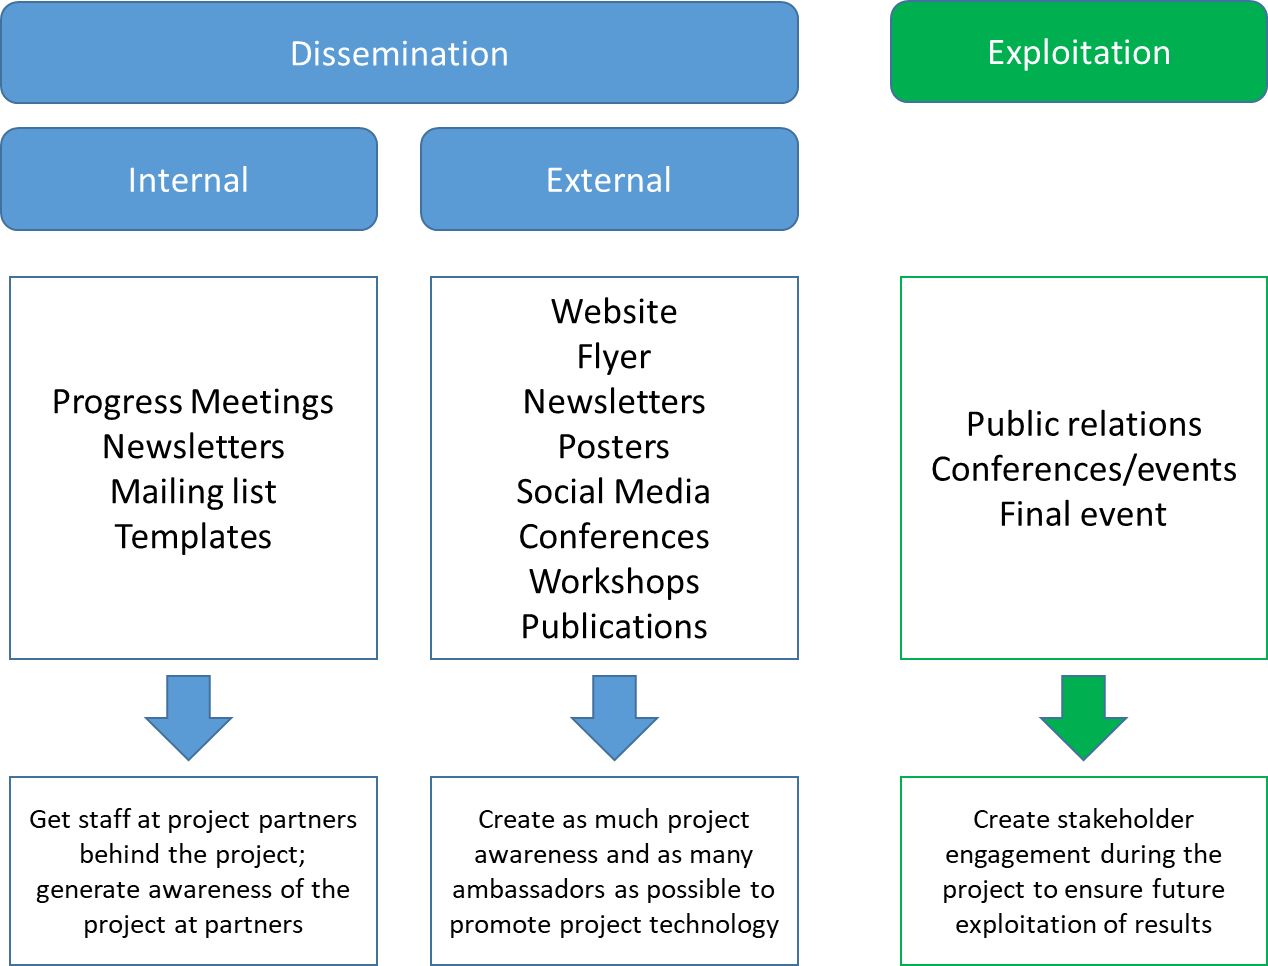 Dissemination
Exploitation
Internal
External
Progress Meetings
Newsletters
Mailing list
Templates
Website
Flyer
Newsletters
Posters
Social Media
Conferences
Workshops
Publications
Public relations
Conferences/events
Final event
Get staff at project partners
behind the project;
generate awareness of the
project at partners
Create as much project
awareness and as many
ambassadors as possible to
promote project technology
Create stakeholder
engagement during the
project to ensure future
exploitation of results